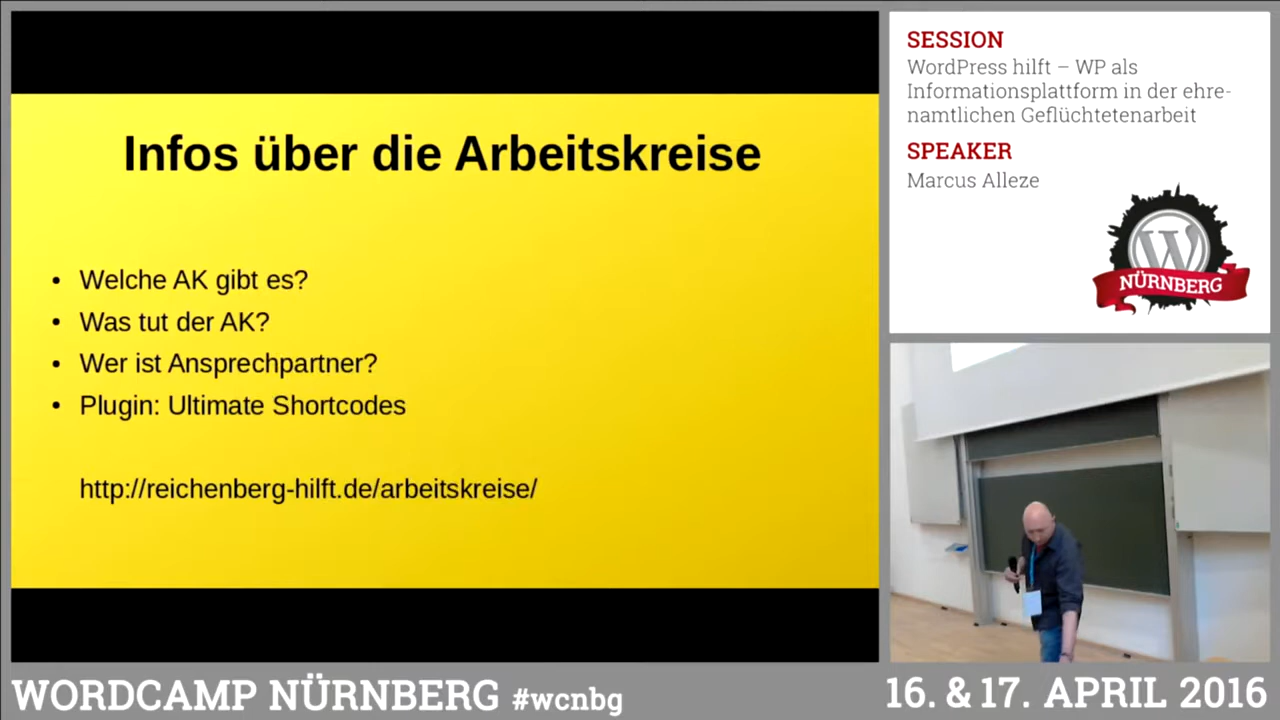 Infos über die Arbeitskreise
• Welche AK gibt es?
• Was tut der AK?
• Wer ist Ansprechpartner?
• Plugin: Ultimate Shortcodes
http://reichenberg-hilft.de/arbeitskreise/
SESSION
WordPress hilft – WP als
Informationsplattform in der ehre-
namtlichen Geflüchtetenarbeit
SPEAKER
Marcus Alleze
W
NÜRNBERG
WORDCAMP NÜRNBERG #wcnbg
16. & 17. APRIL 2016